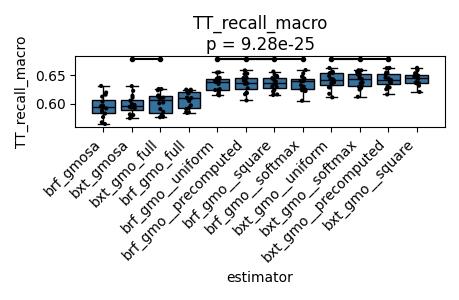 TT_recall_macro
p = 9.28e-25
TT_recall_macro
0.65
0.60
brf_gmosa
bxt_gmosa
bxt_gmo_full
brf_gmo_full
brf_gmo__uniform
brf_gmo__precomputed
brf_gmo__square
brf_gmo__softmax
bxt_gmo__uniform
bxt_gmo__softmax
bxt_gmo__precomputed
bxt_gmo__square
estimator